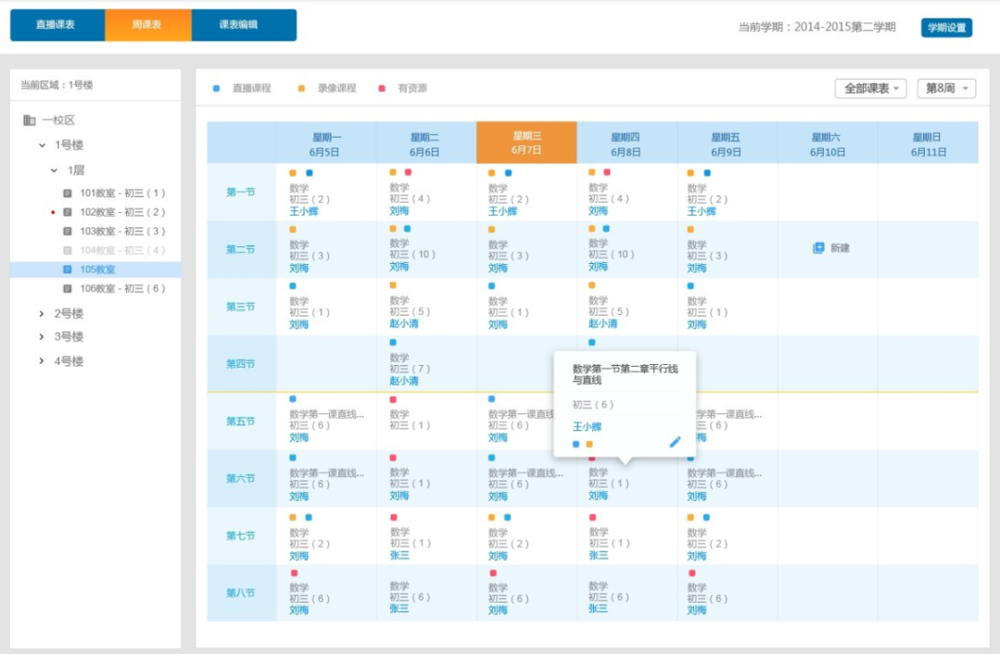 直播课表 周课表 课表编辑
当前学期：2014-2015第二学期 学期设置
当前区域：1号楼
一校区
1号楼
1层
101教室 - 初三（1）
102教室 - 初三（2）
103教室 - 初三（3）
104教室 - 初三（4）
105教室
106教室 - 初三（6）
2号楼
3号楼
4号楼
直播课程 录像课程 有资源
全部课表 第8周
星期一 星期二 星期三 星期四 星期五 星期六 星期日
6月5日 6月6日 6月7日 6月8日 6月9日 6月10日 6月11日
第一节
数学 数学 数学 数学 数学
初三（2） 初三（4） 初三（2） 初三（4） 初三（2）
王小辉 刘梅 王小辉 刘梅 王小辉
第二节
数学 数学 数学 数学 数学
初三（3） 初三（10） 初三（3） 初三（10） 初三（3）
刘梅 刘梅 刘梅 刘梅 刘梅
新建
第三节
数学 数学 数学 数学 数学
初三（1） 初三（5） 初三（1） 初三（5） 初三（1）
刘梅 赵小清 刘梅 赵小清 刘梅
第四节
数学
初三（7）
赵小清
数学第一节第二章平行线
与直线
初三（6）
王小辉
第五节
数学第一课直线... 数学 数学第一课直线 学第一课直线...
初三（6） 初三（1） 初三（6） 三（6）
刘梅 刘梅 梅
第六节
数学第一课直线... 数学 数学第一课直线... 数学 数学第一课直线...
初三（6） 初三（1） 初三（6） 初三（1） 初三（6）
刘梅 刘梅 刘梅 刘梅 刘梅
第七节
数学 数学 数学 数学 数学
初三（2） 初三（1） 初三（2） 初三（1） 初三（2）
刘梅 张三 刘梅 张三 刘梅
第八节
数学 数学 数学 数学 数学
初三（6） 初三（6） 初三（6） 初三（6） 初三（6）
刘梅 张三 刘梅 张三 刘梅